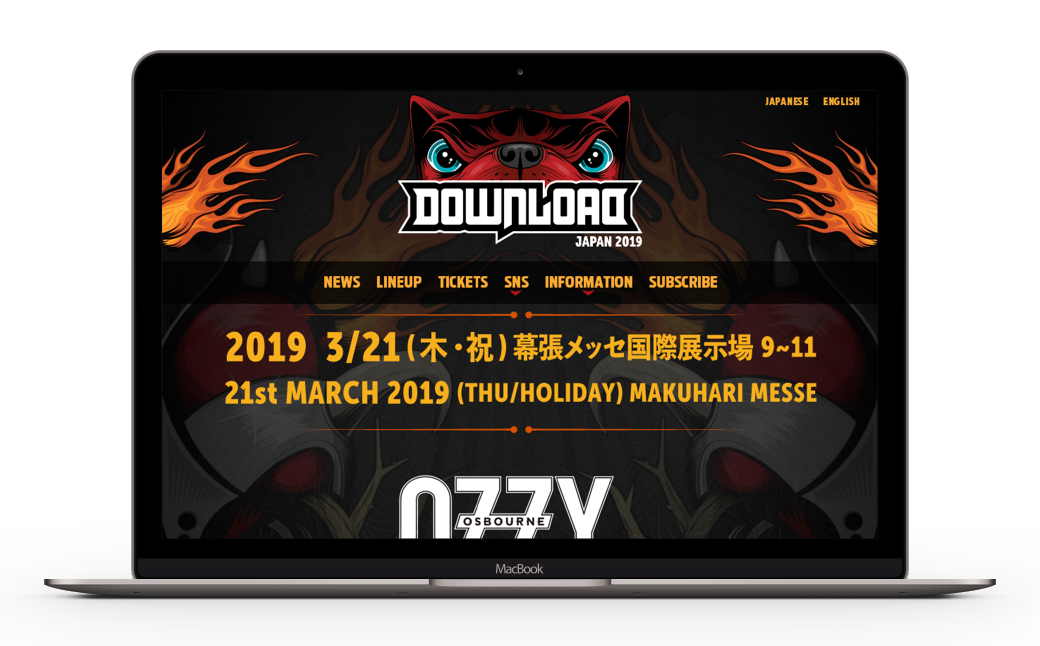 JAPANESE ENGLISH
DOWNLOAD
JAPAN 2019
NEWS LINEUP TICKETS SNS INFORMATION SUBSCRIBE
2019 3/21(木・祝)幕張メッセ国際展示場 9~11
21st MARCH 2019 (THU/HOLIDAY) MAKUHARI MESSE
OZZY
OSBOURNE
MacBook